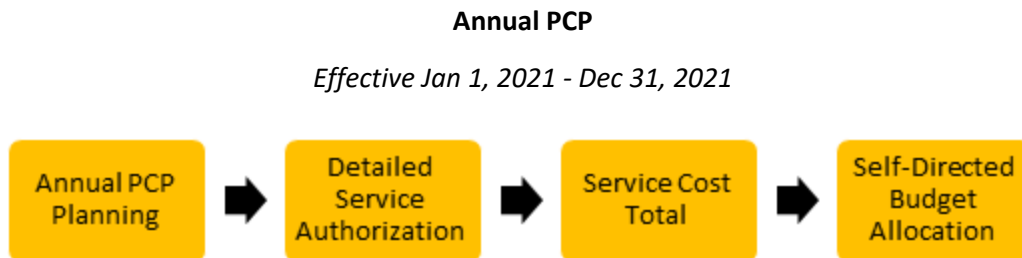 Annual PCP
Effective Jan 1, 2021 - Dec 31, 2021
Annual PCP
Planning
Detailed
Service
Authorization
Service Cost
Total
Self-Directed
Budget
Allocation